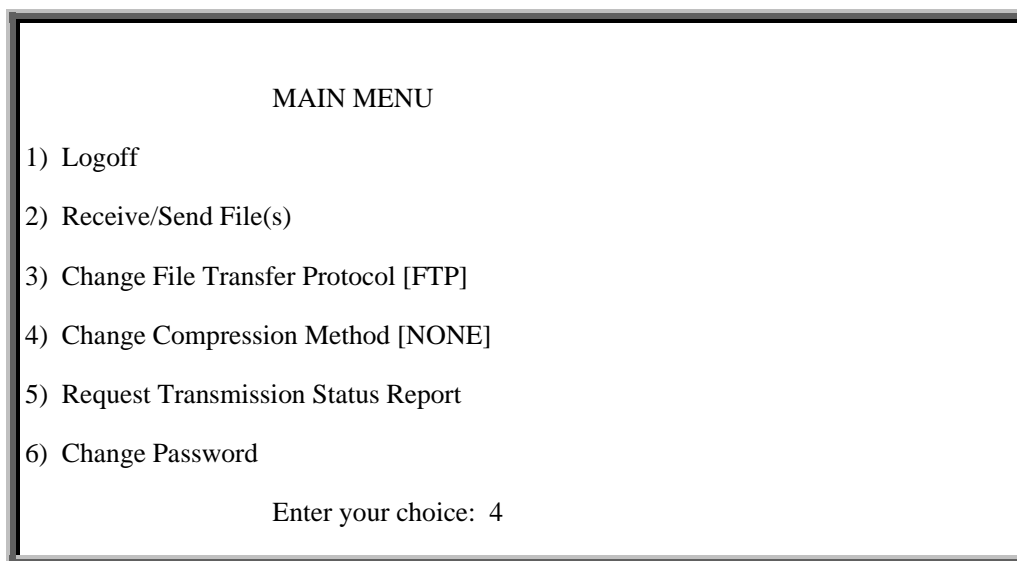 MAIN MENU
1) Logoff
2) Receive/Send File(s)
3) Change File Transfer Protocol [FTP]
4) Change Compression Method [NONE]
5) Request Transmission Status Report
6) Change Password
Enter your choice: 4